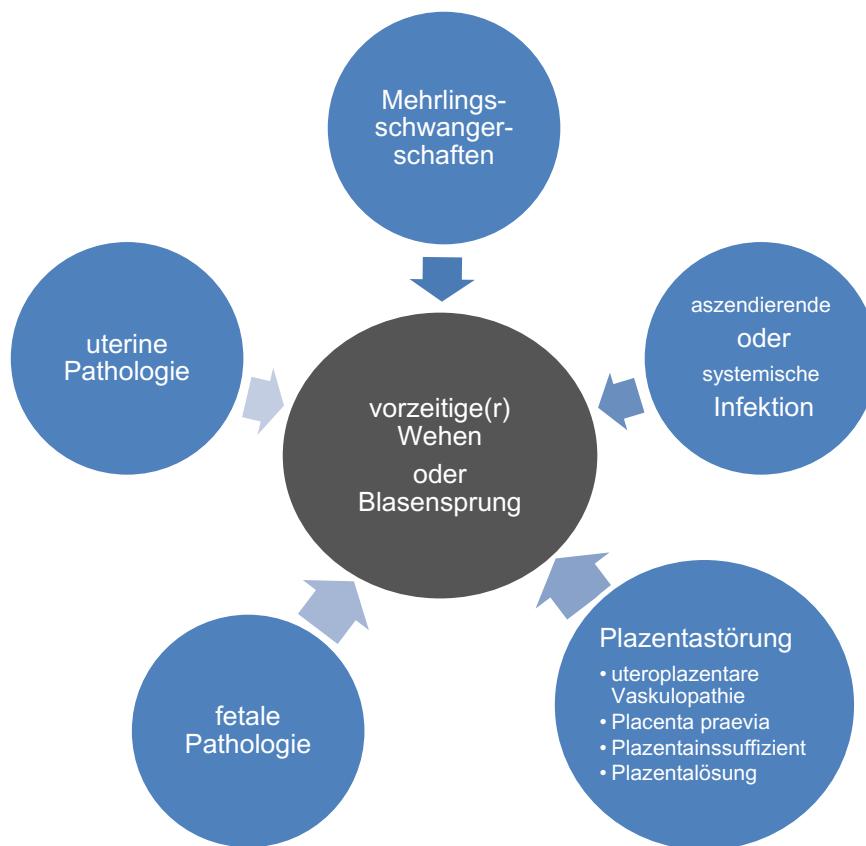 Mehrlings-
schwanger-
schaften
aszendierende
oder
systemische
Infektion
uterine
Pathologie
vorzeitige(r)
Wehen
oder
Blasensprung
Plazentastörung
• uteroplazentare
Vaskulopathie
• Placenta praevia
• Plazentainssuffizient
• Plazentalösung
fetale
Pathologie